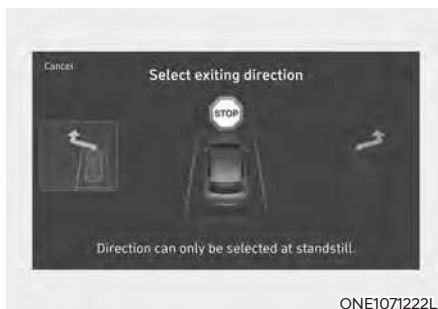 Cancel
Select exiting direction
STOP
Direction can only be selected at standstill.
ONE1071222L